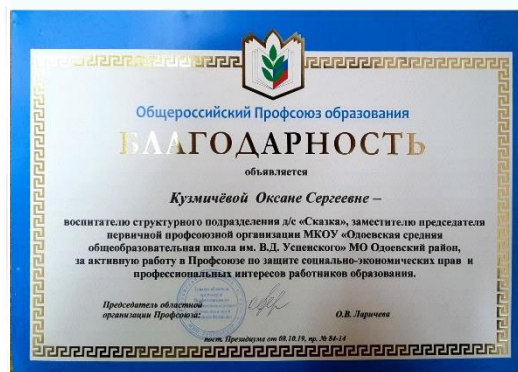 Общероссийский Профсоюз образования
БЛАГОДАРНОСТЬ
объявляется
Кузмичёвой Оксане Сергеевне –
воспитателю структурного подразделения д/с «Сказка», заместителю председателя
первичной профсоюзной организации МКОУ «Одоевская средняя
общеобразовательная школа им. В.Д. Успенского» МО Одоевский район,
за активную работу в Профсоюзе по защите социально-экономических прав и
профессиональных интересов работников образования.
Председатель областной
организации Профсоюза:
О.В. Ларичева
пост. Президиума от 08.10.19, пр. № 84-14